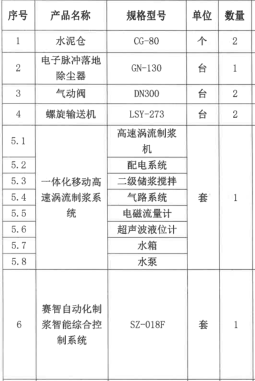 序号 产品名称 规格型号 单位 数量
1 水泥仓 CG-80 个 2
2 电子脉冲落地除尘器 GN-130 台 1
3 气动阀 DN300 台 2
4 螺旋输送机 LSY-273 台 2
5.1 高速涡流制浆机
5.2 配电系统
5.3 一体化移动高速涡流制浆系统 二级储浆搅拌
5.4 气路系统 套 1
5.5 电磁流量计
5.6 超声波液位计
5.7 水箱
5.8 水泵
6 赛智自动化制浆智能综合控制系统 SZ-018F 套 1